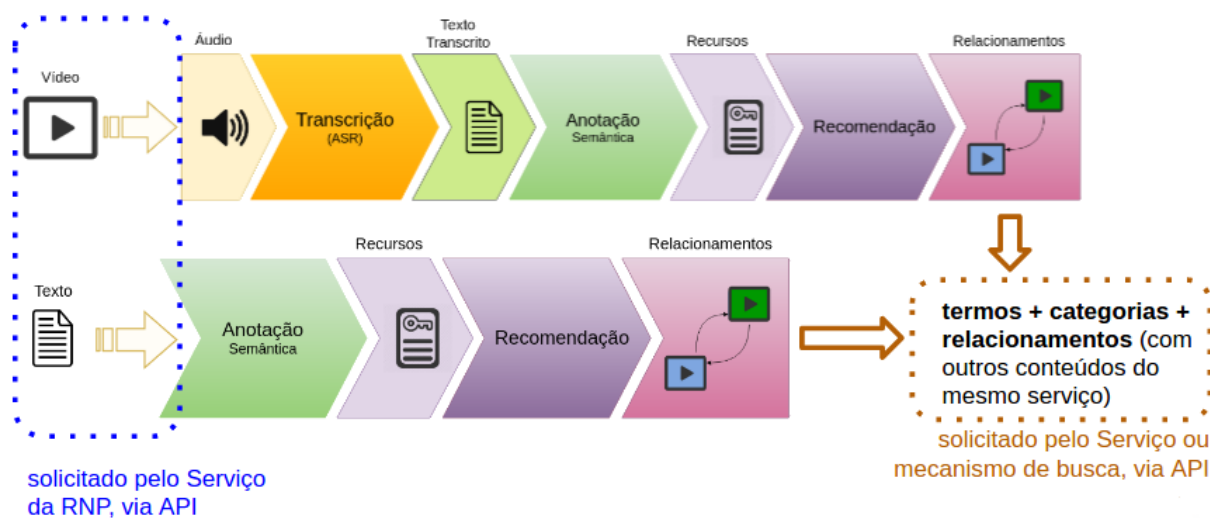 Vídeo
Áudio
Transcrição
(ASR)
Texto
Transcrito
Anotação
Semântica
Recursos
Recomendação
Relacionamentos
Texto
Anotação
Semântica
Recursos
Recomendação
Relacionamentos
termos + categorias +
relacionamentos (com
outros conteúdos do
mesmo serviço)
solicitado pelo Serviço
da RNP, via API
solicitado pelo Serviço ou
mecanismo de busca, via API